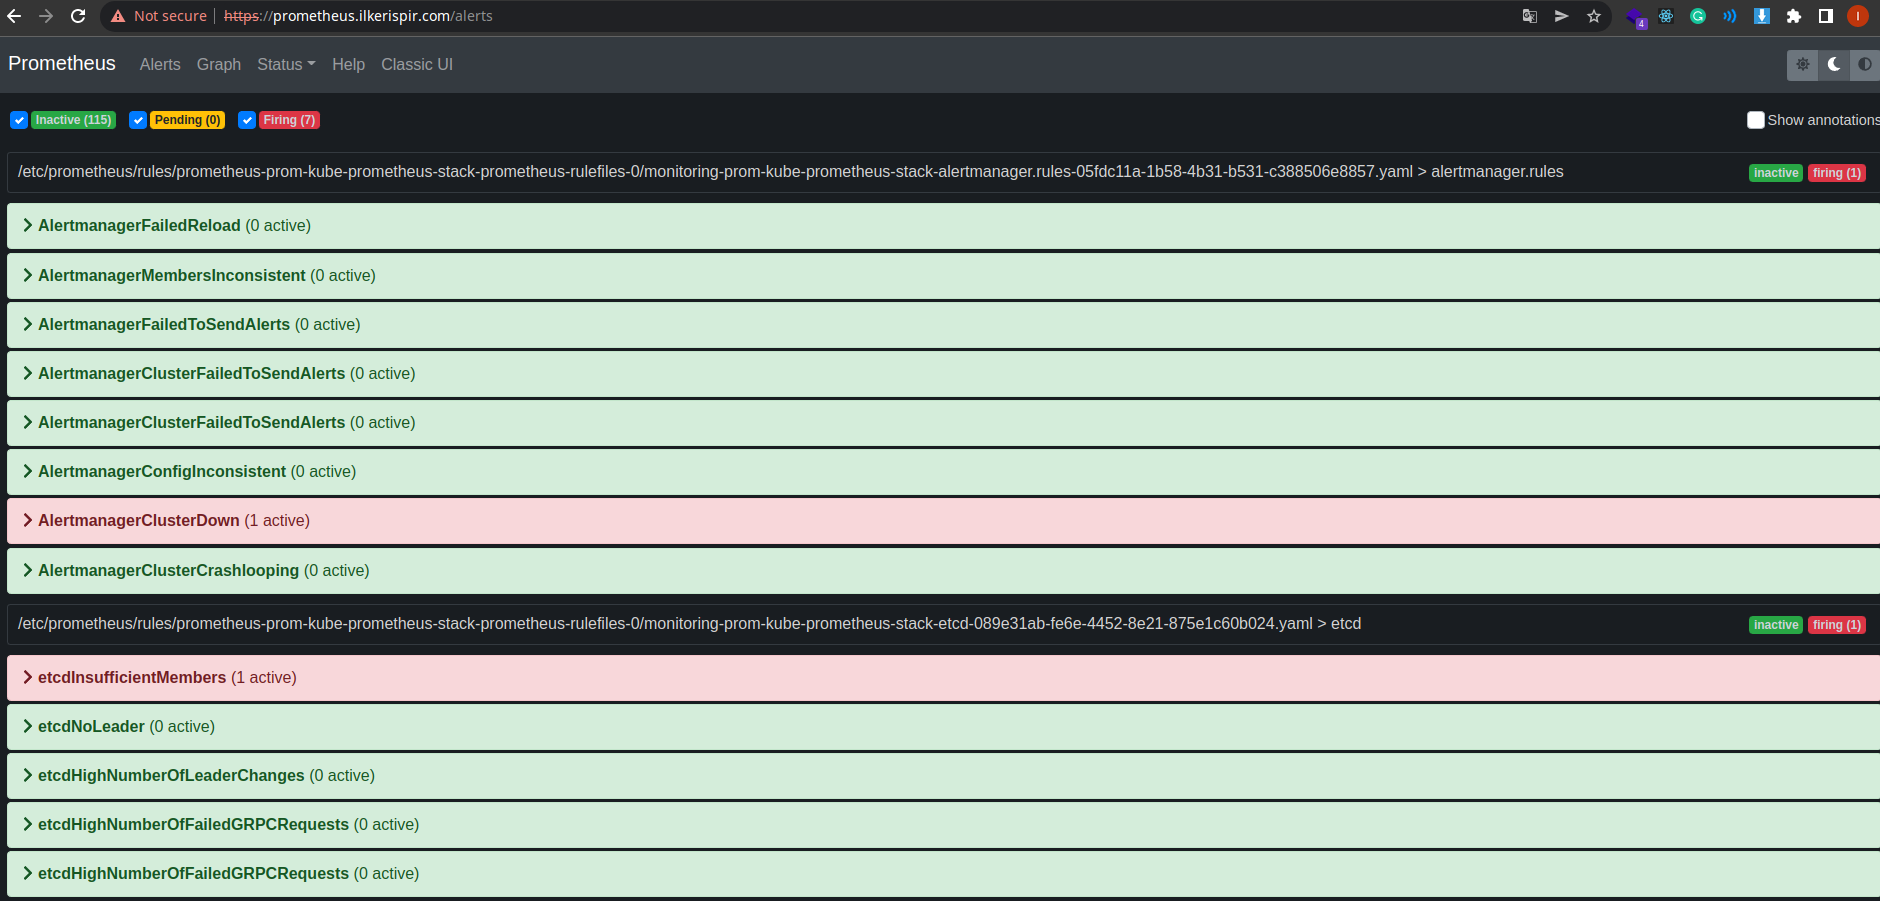 Not secure | https://prometheus.ilkerispir.com/alerts
4
I
Prometheus Alerts Graph Status Help Classic UI
Inactive (115) Pending (0) Firing (7) Show annotations
/etc/prometheus/rules/prometheus-prom-kube-prometheus-stack-prometheus-rulefiles-0/monitoring-prom-kube-prometheus-stack-alertmanager.rules-05fdc11a-1b58-4b31-b531-c388506e8857.yaml > alertmanager.rules inactive firing (1)
AlertmanagerFailedReload (0 active)
AlertmanagerMembersInconsistent (0 active)
AlertmanagerFailedToSendAlerts (0 active)
AlertmanagerClusterFailedToSendAlerts (0 active)
AlertmanagerClusterFailedToSendAlerts (0 active)
AlertmanagerConfigInconsistent (0 active)
AlertmanagerClusterDown (1 active)
AlertmanagerClusterCrashlooping (0 active)
/etc/prometheus/rules/prometheus-prom-kube-prometheus-stack-prometheus-rulefiles-0/monitoring-prom-kube-prometheus-stack-etcd-089e31ab-fe6e-4452-8e21-875e1c60b024.yaml > etcd inactive firing (1)
etcdInsufficientMembers (1 active)
etcdNoLeader (0 active)
etcdHighNumberOfLeaderChanges (0 active)
etcdHighNumberOfFailedGRPCRequests (0 active)
etcdHighNumberOfFailedGRPCRequests (0 active)